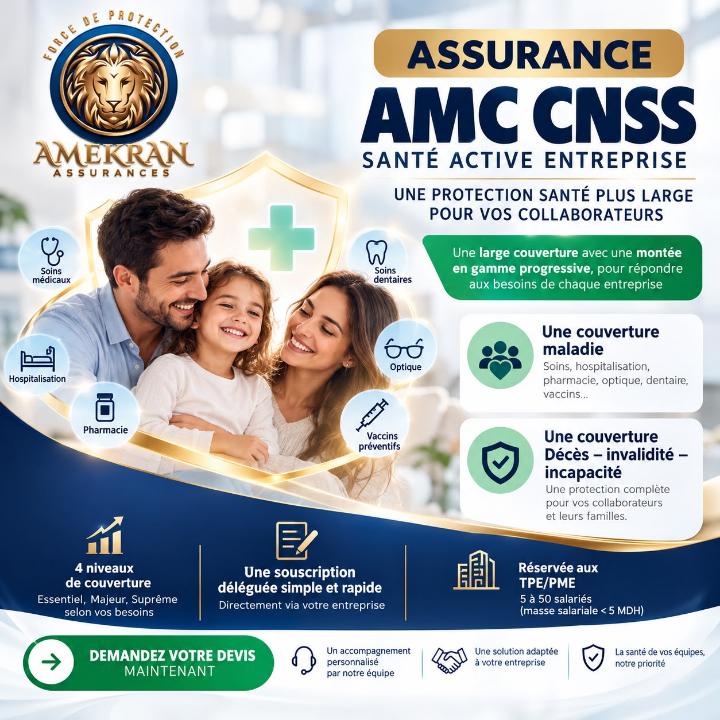 FORCE DE PROTECTION
AMEKRAN
ASSURANCES
ASSURANCE
AMC CNSS
SANTÉ ACTIVE ENTREPRISE
UNE PROTECTION SANTÉ PLUS LARGE
POUR VOS COLLABORATEURS
Une large couverture avec une montée
en gamme progressive, pour répondre
aux besoins de chaque entreprise
Soins
médicaux
Soins
dentaires
Hospitalisation
Optique
Pharmacie
Vaccins
préventifs
Une couverture
maladie
Soins, hospitalisation,
pharmacie, optique, dentaire,
vaccins...
Une couverture
Décès – invalidité –
incapacité
Une protection complète
pour vos collaborateurs
et leurs familles.
4 niveaux
de couverture
Essentiel, Majeur, Suprême
selon vos besoins
Une souscription
déléguée simple et rapide
Directement via votre entreprise
Réservée aux
TPE/PME
5 à 50 salariés
(masse salariale < 5 MDH)
DEMANDEZ VOTRE DEVIS
MAINTENANT
Un accompagnement
personnalisé
par notre équipe
Une solution adaptée
à votre entreprise
La santé de vos équipes,
notre priorité